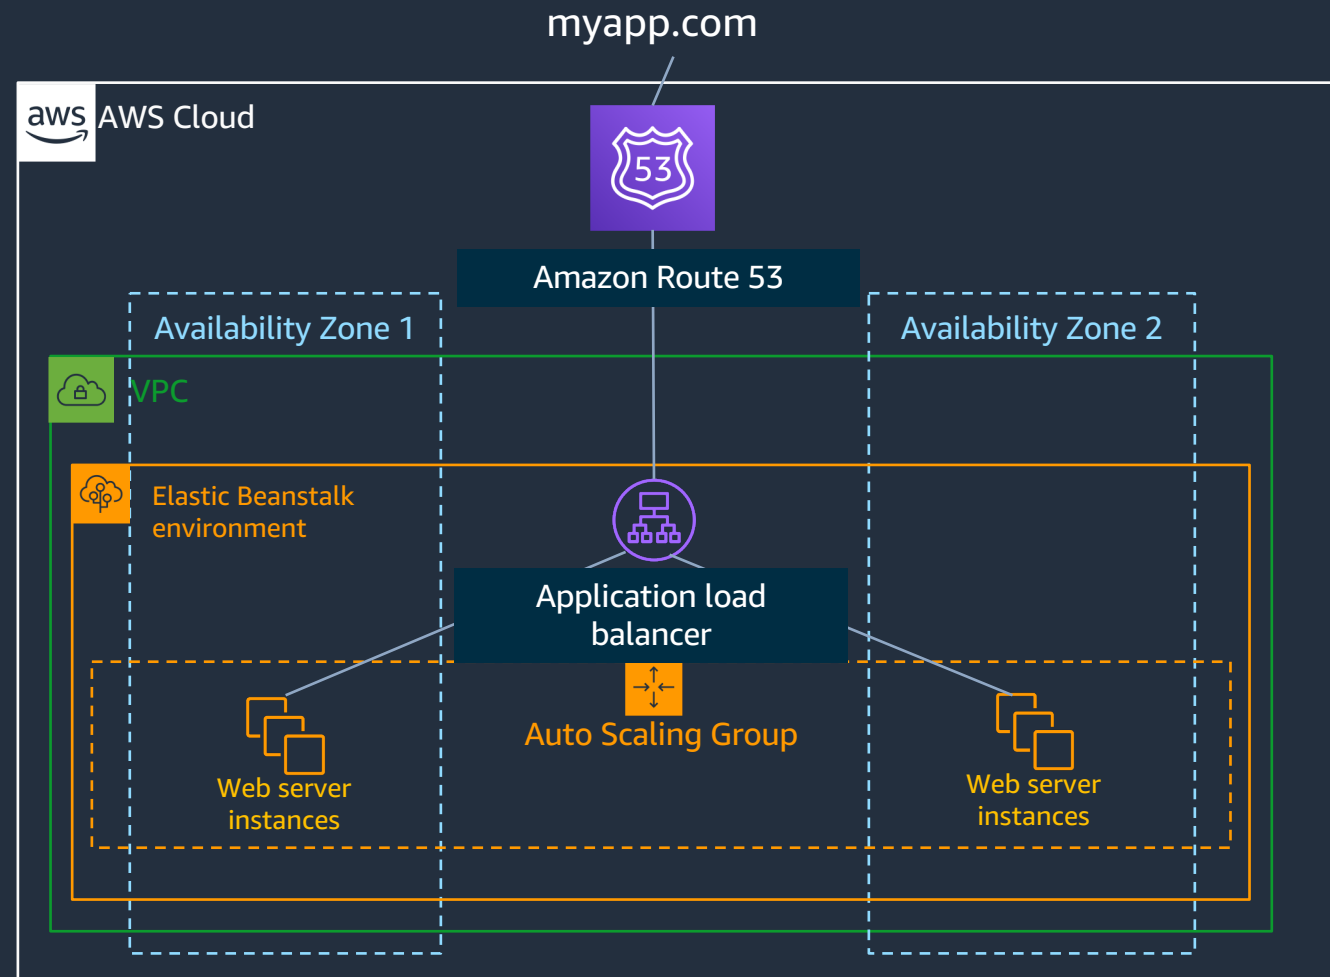 myapp.com
aws
AWS Cloud
53
Amazon Route 53
Availability Zone 1
Availability Zone 2
VPC
Elastic Beanstalk
environment
Application load
balancer
Auto Scaling Group
Web server
instances
Web server
instances